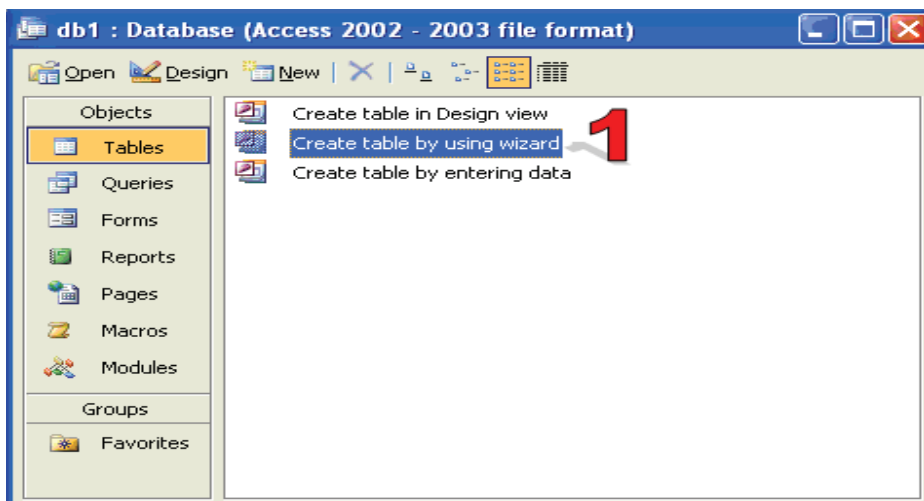 db1 : Database (Access 2002 - 2003 file format)
Open Design New
Objects
Tables
Queries
Forms
Reports
Pages
Macros
Modules
Groups
Favorites
Create table in Design view
Create table by using wizard 1
Create table by entering data